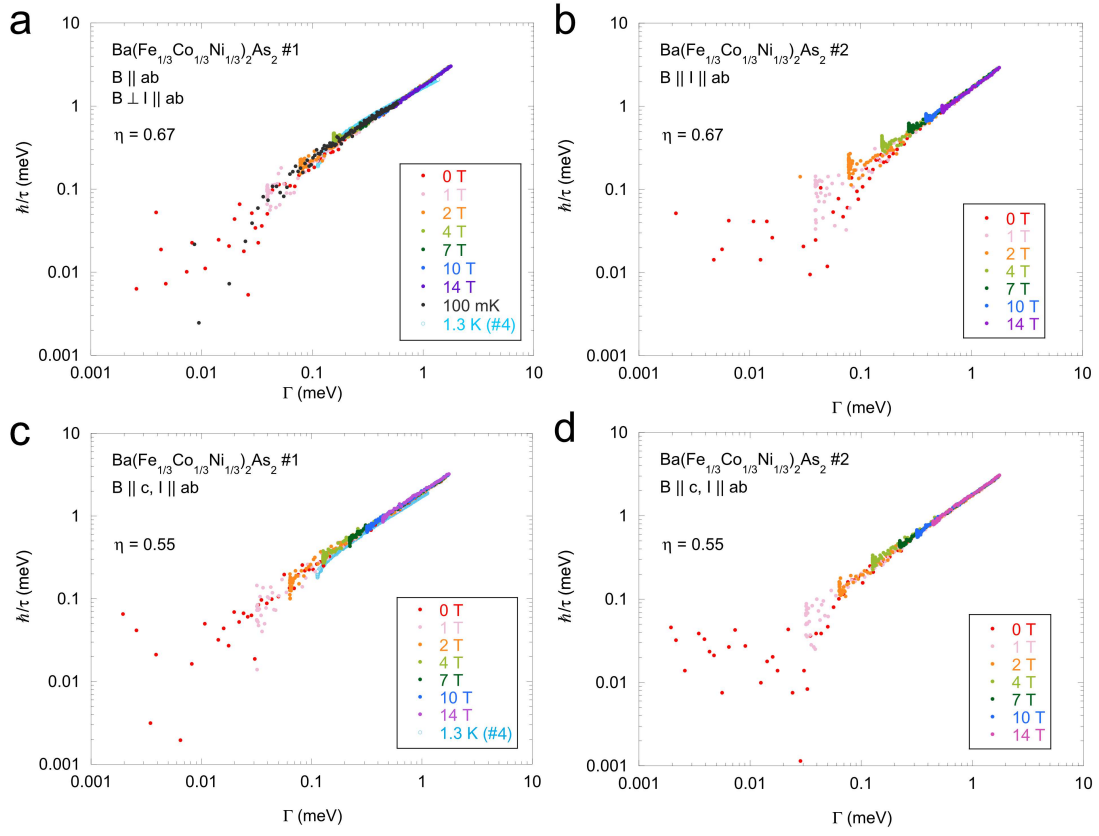 a
Ba(Fe1/3Co1/3Ni1/3)2As2 #1
B || ab
B ⊥ I || ab
η = 0.67
0 T
1 T
2 T
4 T
7 T
10 T
14 T
100 mK
1.3 K (#4)
10
1
0.1
0.01
0.001
ħ/τ (meV)
0.001
0.01
0.1
1
10
Γ (meV)
b
Ba(Fe1/3Co1/3Ni1/3)2As2 #2
B || I || ab
η = 0.67
0 T
1 T
2 T
4 T
7 T
10 T
14 T
10
1
0.1
0.01
0.001
ħ/τ (meV)
0.001
0.01
0.1
1
10
Γ (meV)
c
Ba(Fe1/3Co1/3Ni1/3)2As2 #1
B || c, I || ab
η = 0.55
0 T
1 T
2 T
4 T
7 T
10 T
14 T
1.3 K (#4)
10
1
0.1
0.01
0.001
ħ/τ (meV)
0.001
0.01
0.1
1
10
Γ (meV)
d
Ba(Fe1/3Co1/3Ni1/3)2As2 #2
B || c, I || ab
η = 0.55
0 T
1 T
2 T
4 T
7 T
10 T
14 T
10
1
0.1
0.01
0.001
ħ/τ (meV)
0.001
0.01
0.1
1
10
Γ (meV)